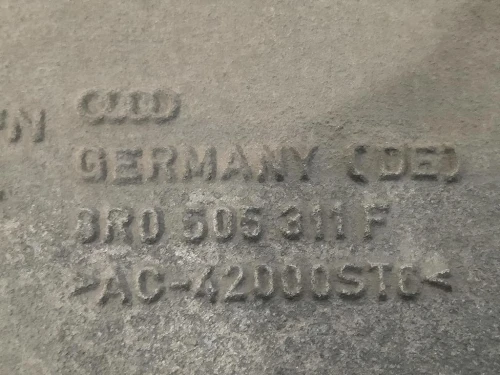 GERMANY (DE)
8R0 505 311 F
>AC-42000ST6<